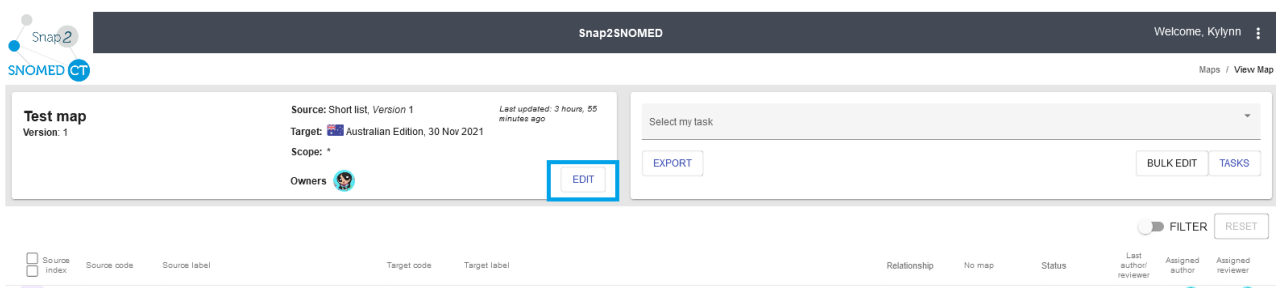 Snap2SNOMED
Welcome, Kylynn
Snap2
SNOMED CT
Maps / View Map
Test map
Version: 1
Source: Short list, Version 1
Target: Australian Edition, 30 Nov 2021
Scope: *
Owners
Last updated: 3 hours, 55
minutes ago
EDIT
Select my task
EXPORT
BULK EDIT
TASKS
FILTER
RESET
Source
index
Source code
Source label
Target code
Target label
Relationship
No map
Status
Last
author/
reviewer
Assigned
author
Assigned
reviewer